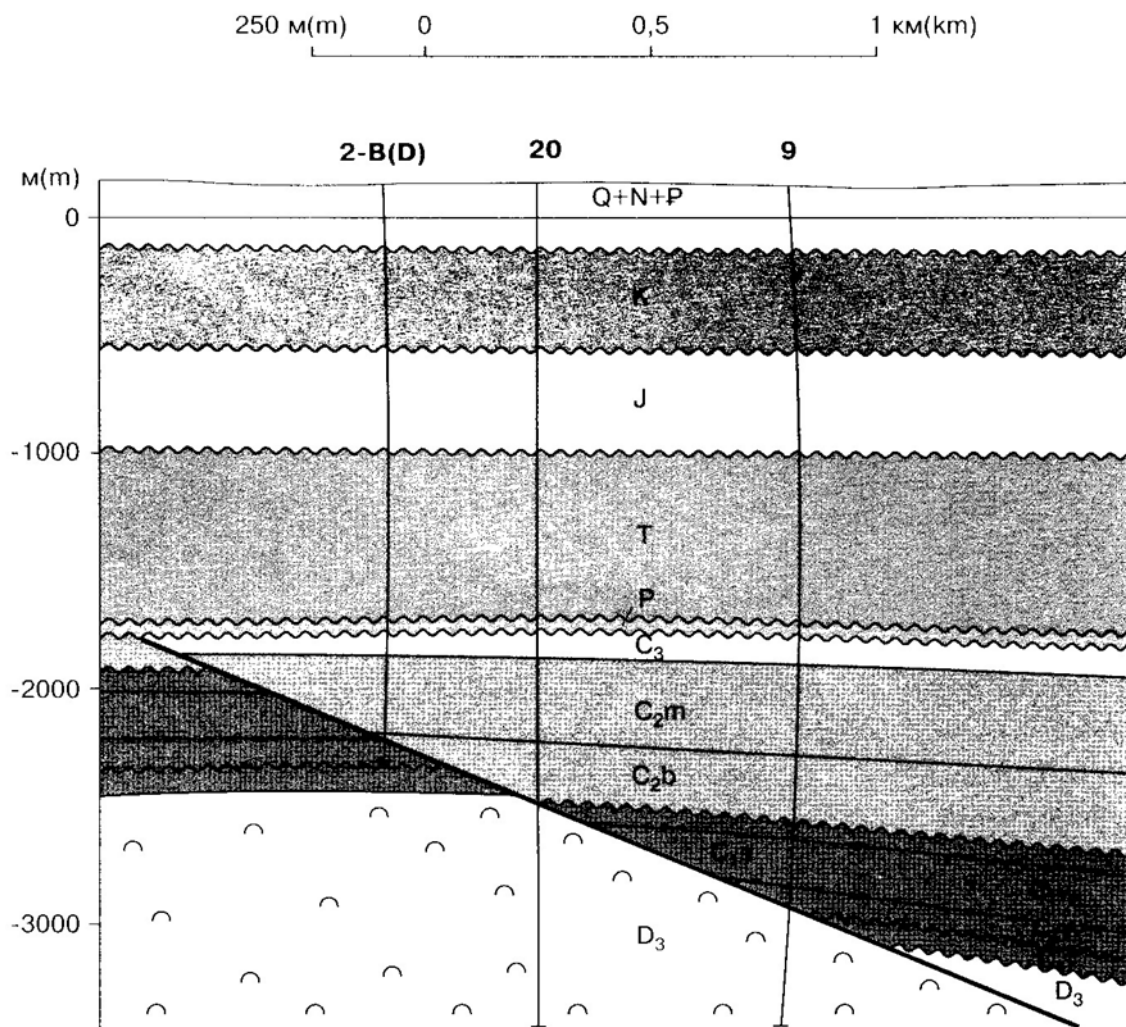 250 м(m) 0 0,5 1 км(km)
2-B(D) 20 9
м(m)
Q+N+₽
0
K
J
-1000
T
P
C₃
-2000
C₂m
C₂b
-3000
D₃
D₃